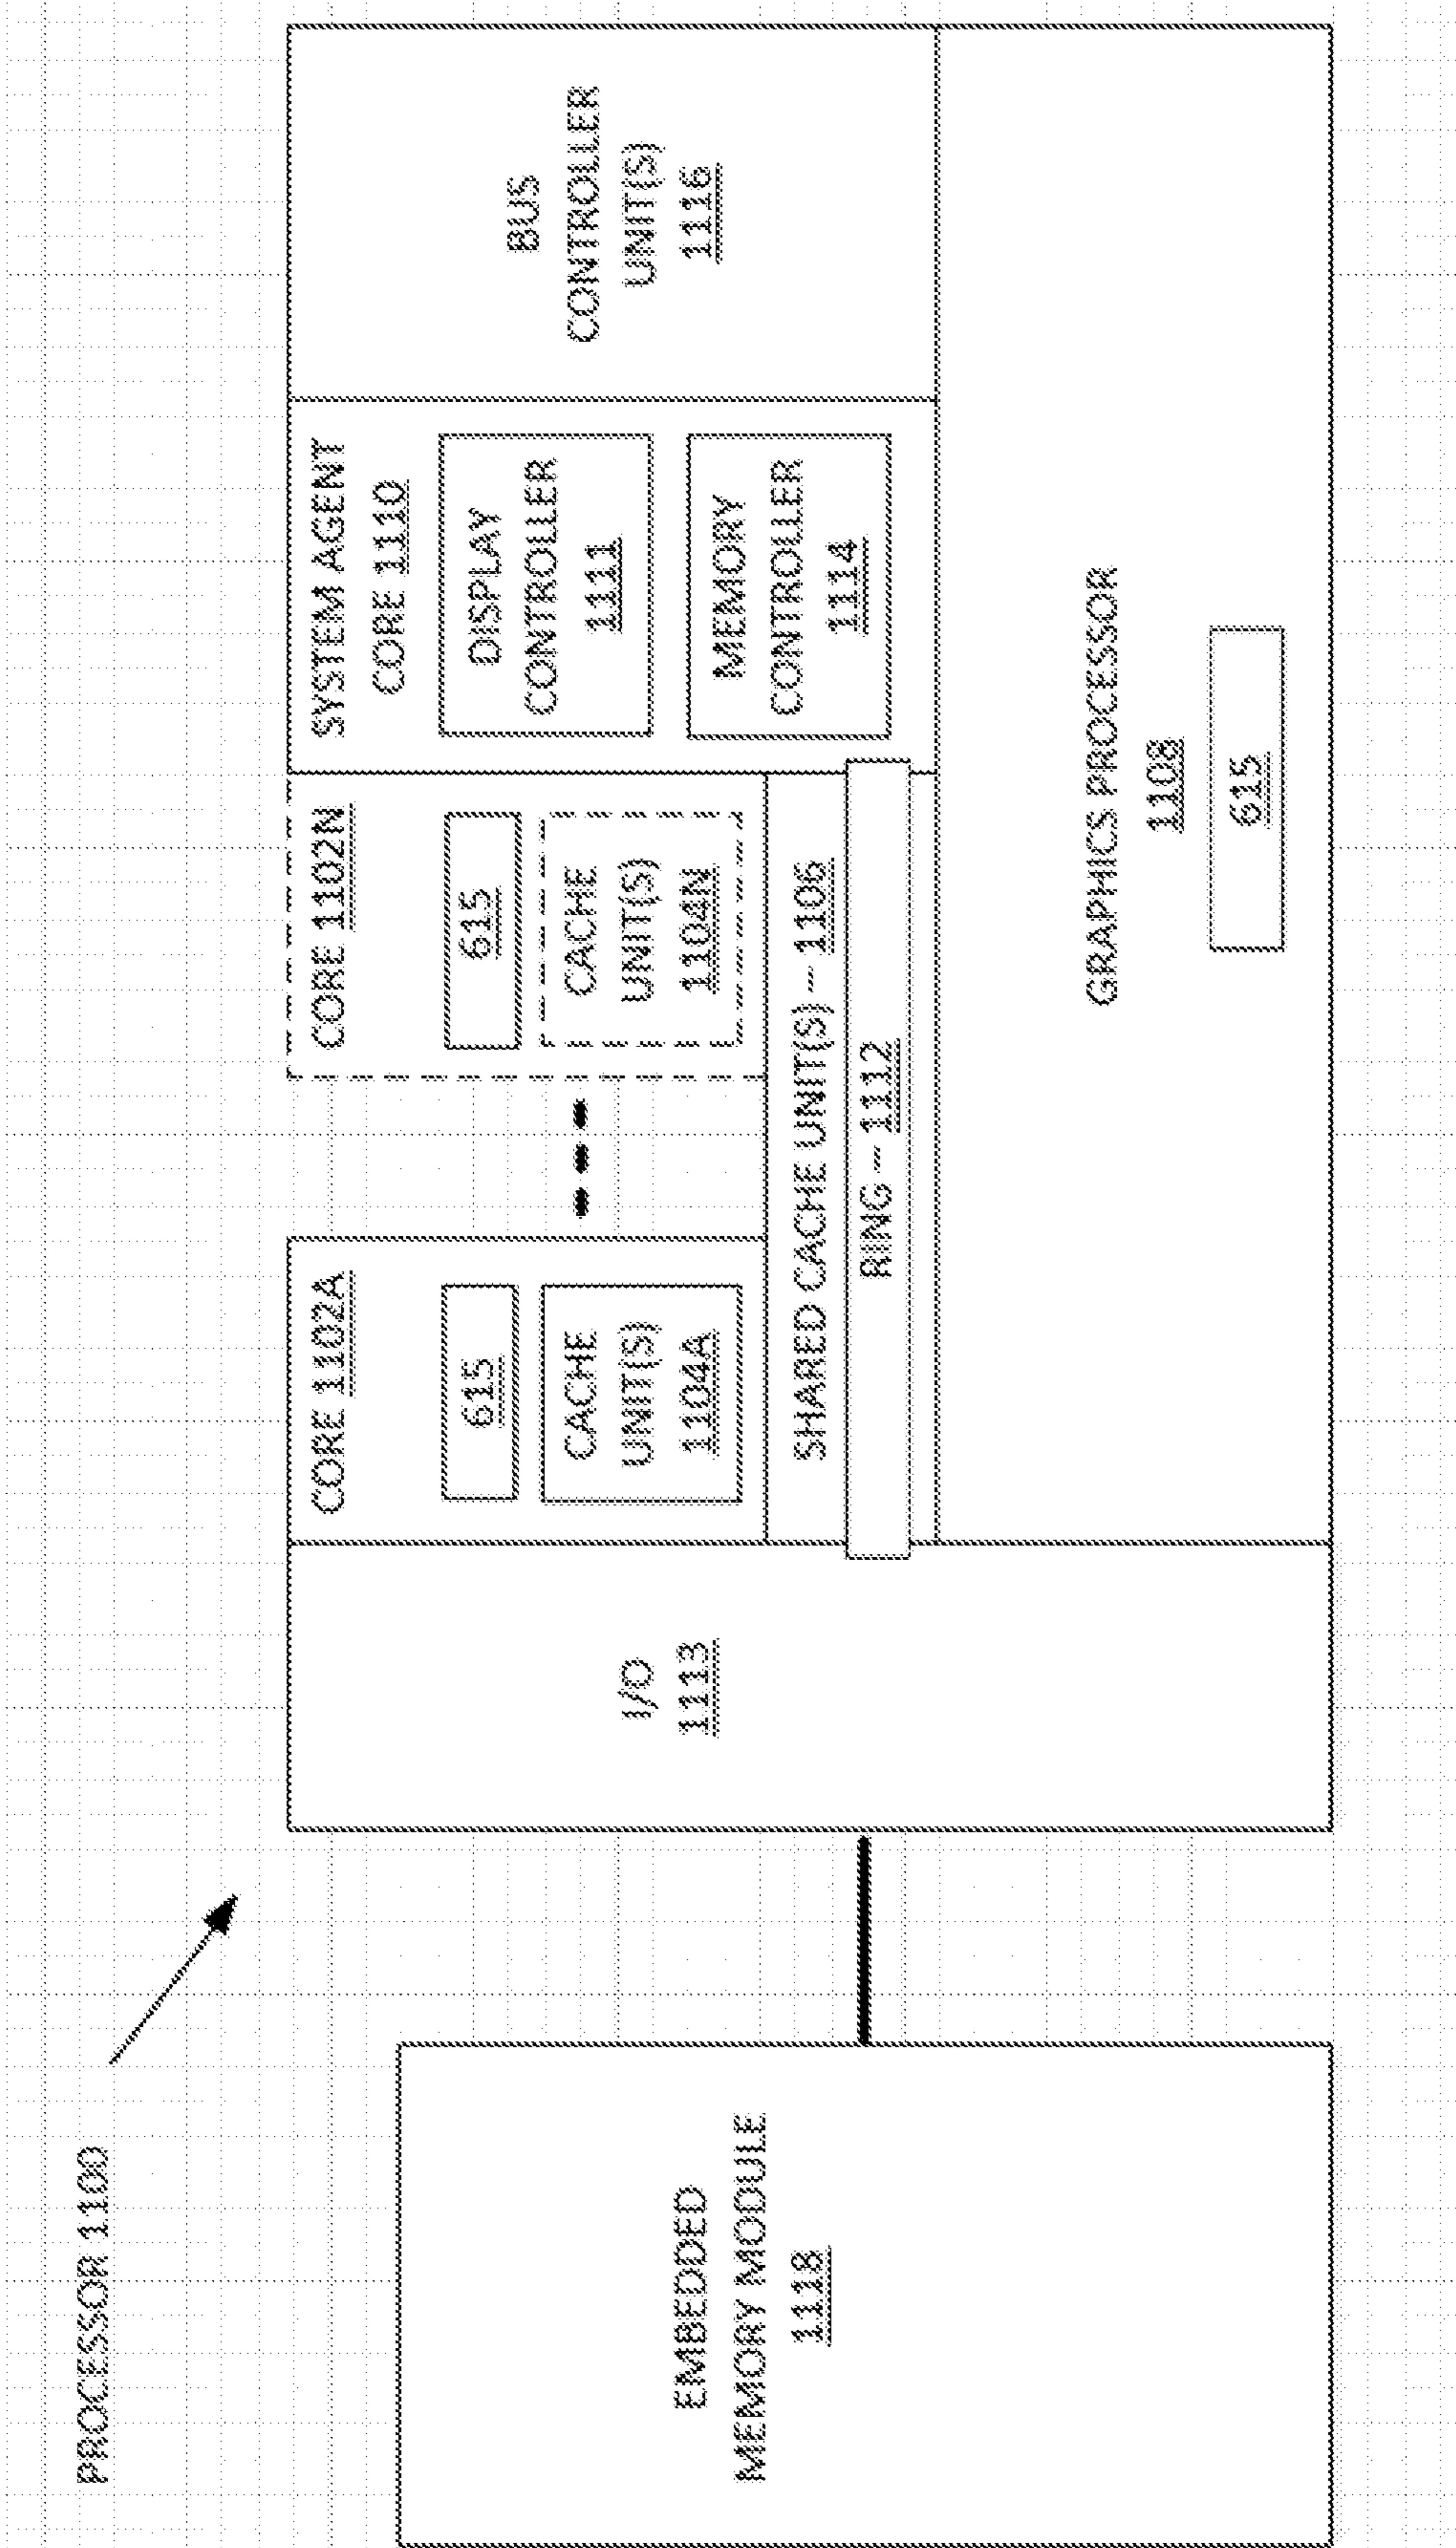 PROCESSOR 1100
EMBEDDED
MEMORY MODULE
1118
I/O
1113
CORE 1102A
615
CACHE
UNIT(S)
1104A
CORE 1102N
615
CACHE
UNIT(S)
1104N
SHARED CACHE UNIT(S) -- 1106
RING -- 1112
SYSTEM AGENT
CORE 1110
DISPLAY
CONTROLLER
1111
MEMORY
CONTROLLER
1114
BUS
CONTROLLER
UNIT(S)
1116
GRAPHICS PROCESSOR
1108
615